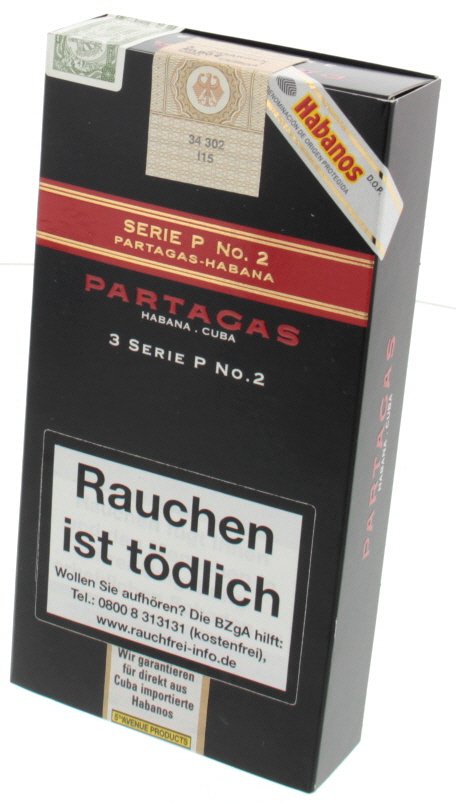 34 302
I15
DENOMINACIÓN DE ORIGEN PROTEGIDA
Habanos
D.O.P.
SERIE P No. 2
PARTAGAS-HABANA
PARTAGAS
HABANA . CUBA
3 SERIE P No.2
PARTAGAS
HABANA . CUBA
Rauchen
ist tödlich
Wollen Sie aufhören? Die BZgA hilft:
Tel.: 0800 8 313131 (kostenfrei),
www.rauchfrei-info.de
Wir garantieren
für direkt aus
Cuba importierte
Habanos
5TH AVENUE PRODUCTS